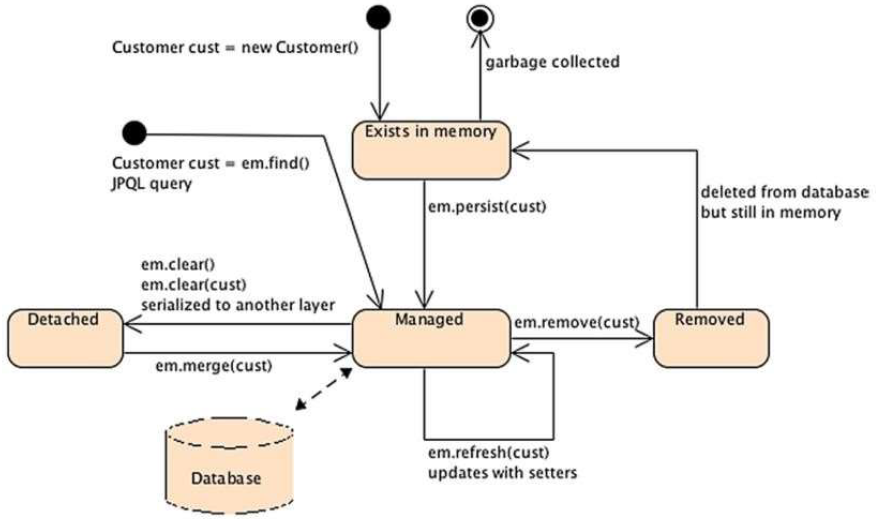 Customer cust = new Customer()
garbage collected
Exists in memory
Customer cust = em.find()
JPQL query
em.persist(cust)
deleted from database
but still in memory
em.clear()
em.clear(cust)
serialized to another layer
Detached
Managed
em.remove(cust)
Removed
em.merge(cust)
em.refresh(cust)
updates with setters
Database